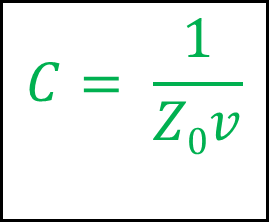 C = 1 / Z₀v